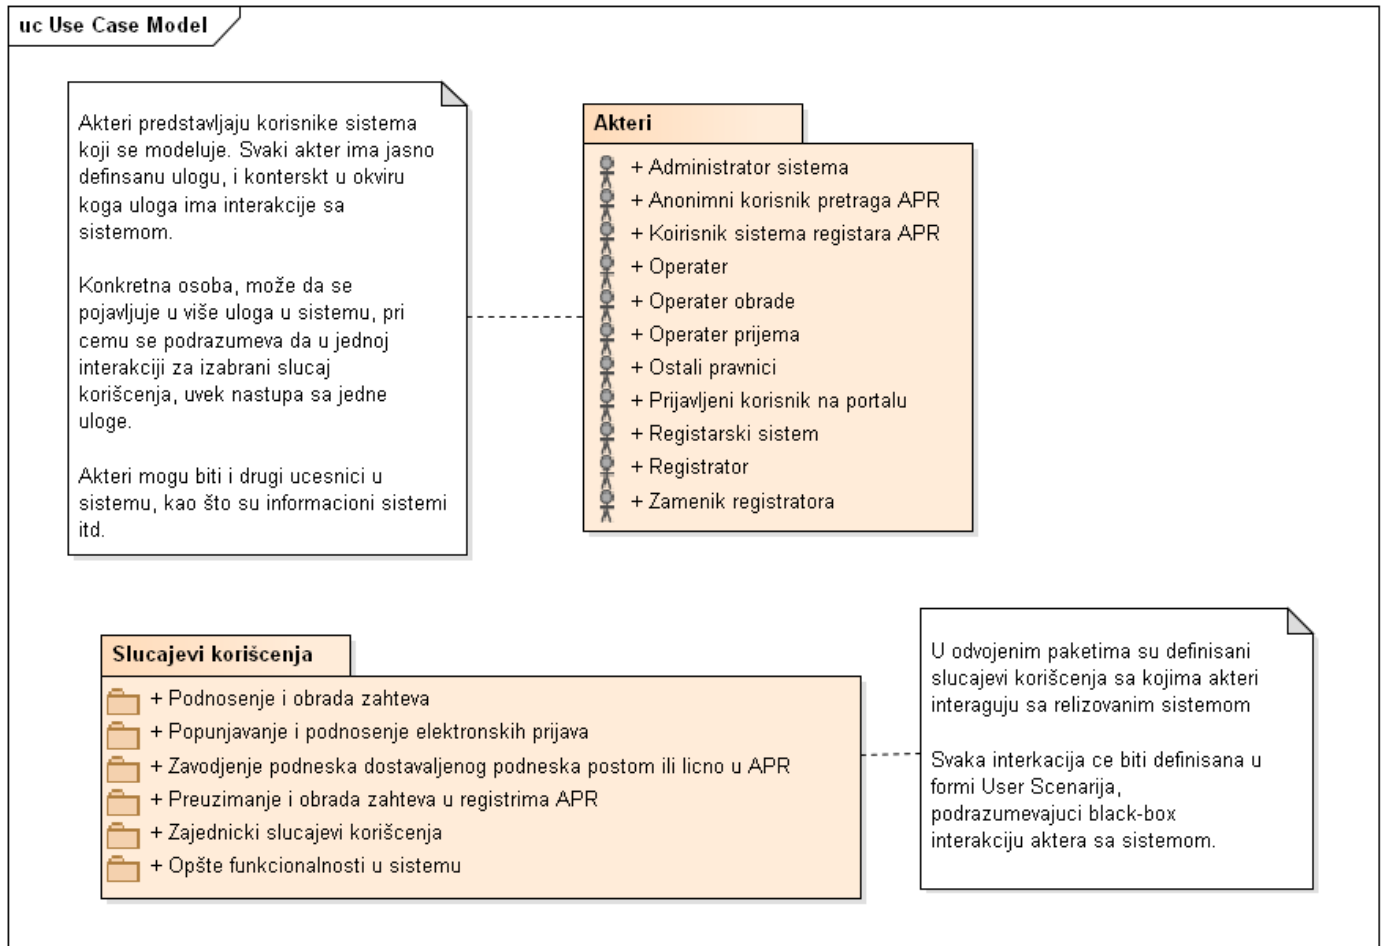 uc Use Case Model
Akteri predstavljaju korisnike sistema
koji se modeluje. Svaki akter ima jasno
definsanu ulogu, i konterskt u okviru
koga uloga ima interakcije sa
sistemom.
Konkretna osoba, može da se
pojavljuje u više uloga u sistemu, pri
cemu se podrazumeva da u jednoj
interakciji za izabrani slucaj
korišcenja, uvek nastupa sa jedne
uloge.
Akteri mogu biti i drugi ucesnici u
sistemu, kao što su informacioni sistemi
itd.
Akteri
+ Administrator sistema
+ Anonimni korisnik pretraga APR
+ Koirisnik sistema registara APR
+ Operater
+ Operater obrade
+ Operater prijema
+ Ostali pravnici
+ Prijavljeni korisnik na portalu
+ Registarski sistem
+ Registrator
+ Zamenik registratora
Slucajevi korišcenja
+ Podnosenje i obrada zahteva
+ Popunjavanje i podnosenje elektronskih prijava
+ Zavodjenje podneska dostavaljenog podneska postom ili licno u APR
+ Preuzimanje i obrada zahteva u registrima APR
+ Zajednicki slucajevi korišcenja
+ Opšte funkcionalnosti u sistemu
U odvojenim paketima su definisani
slucajevi korišcenja sa kojima akteri
interaguju sa relizovanim sistemom
Svaka interkacija ce biti definisana u
formi User Scenarija,
podrazumevajuci black-box
interakciju aktera sa sistemom.